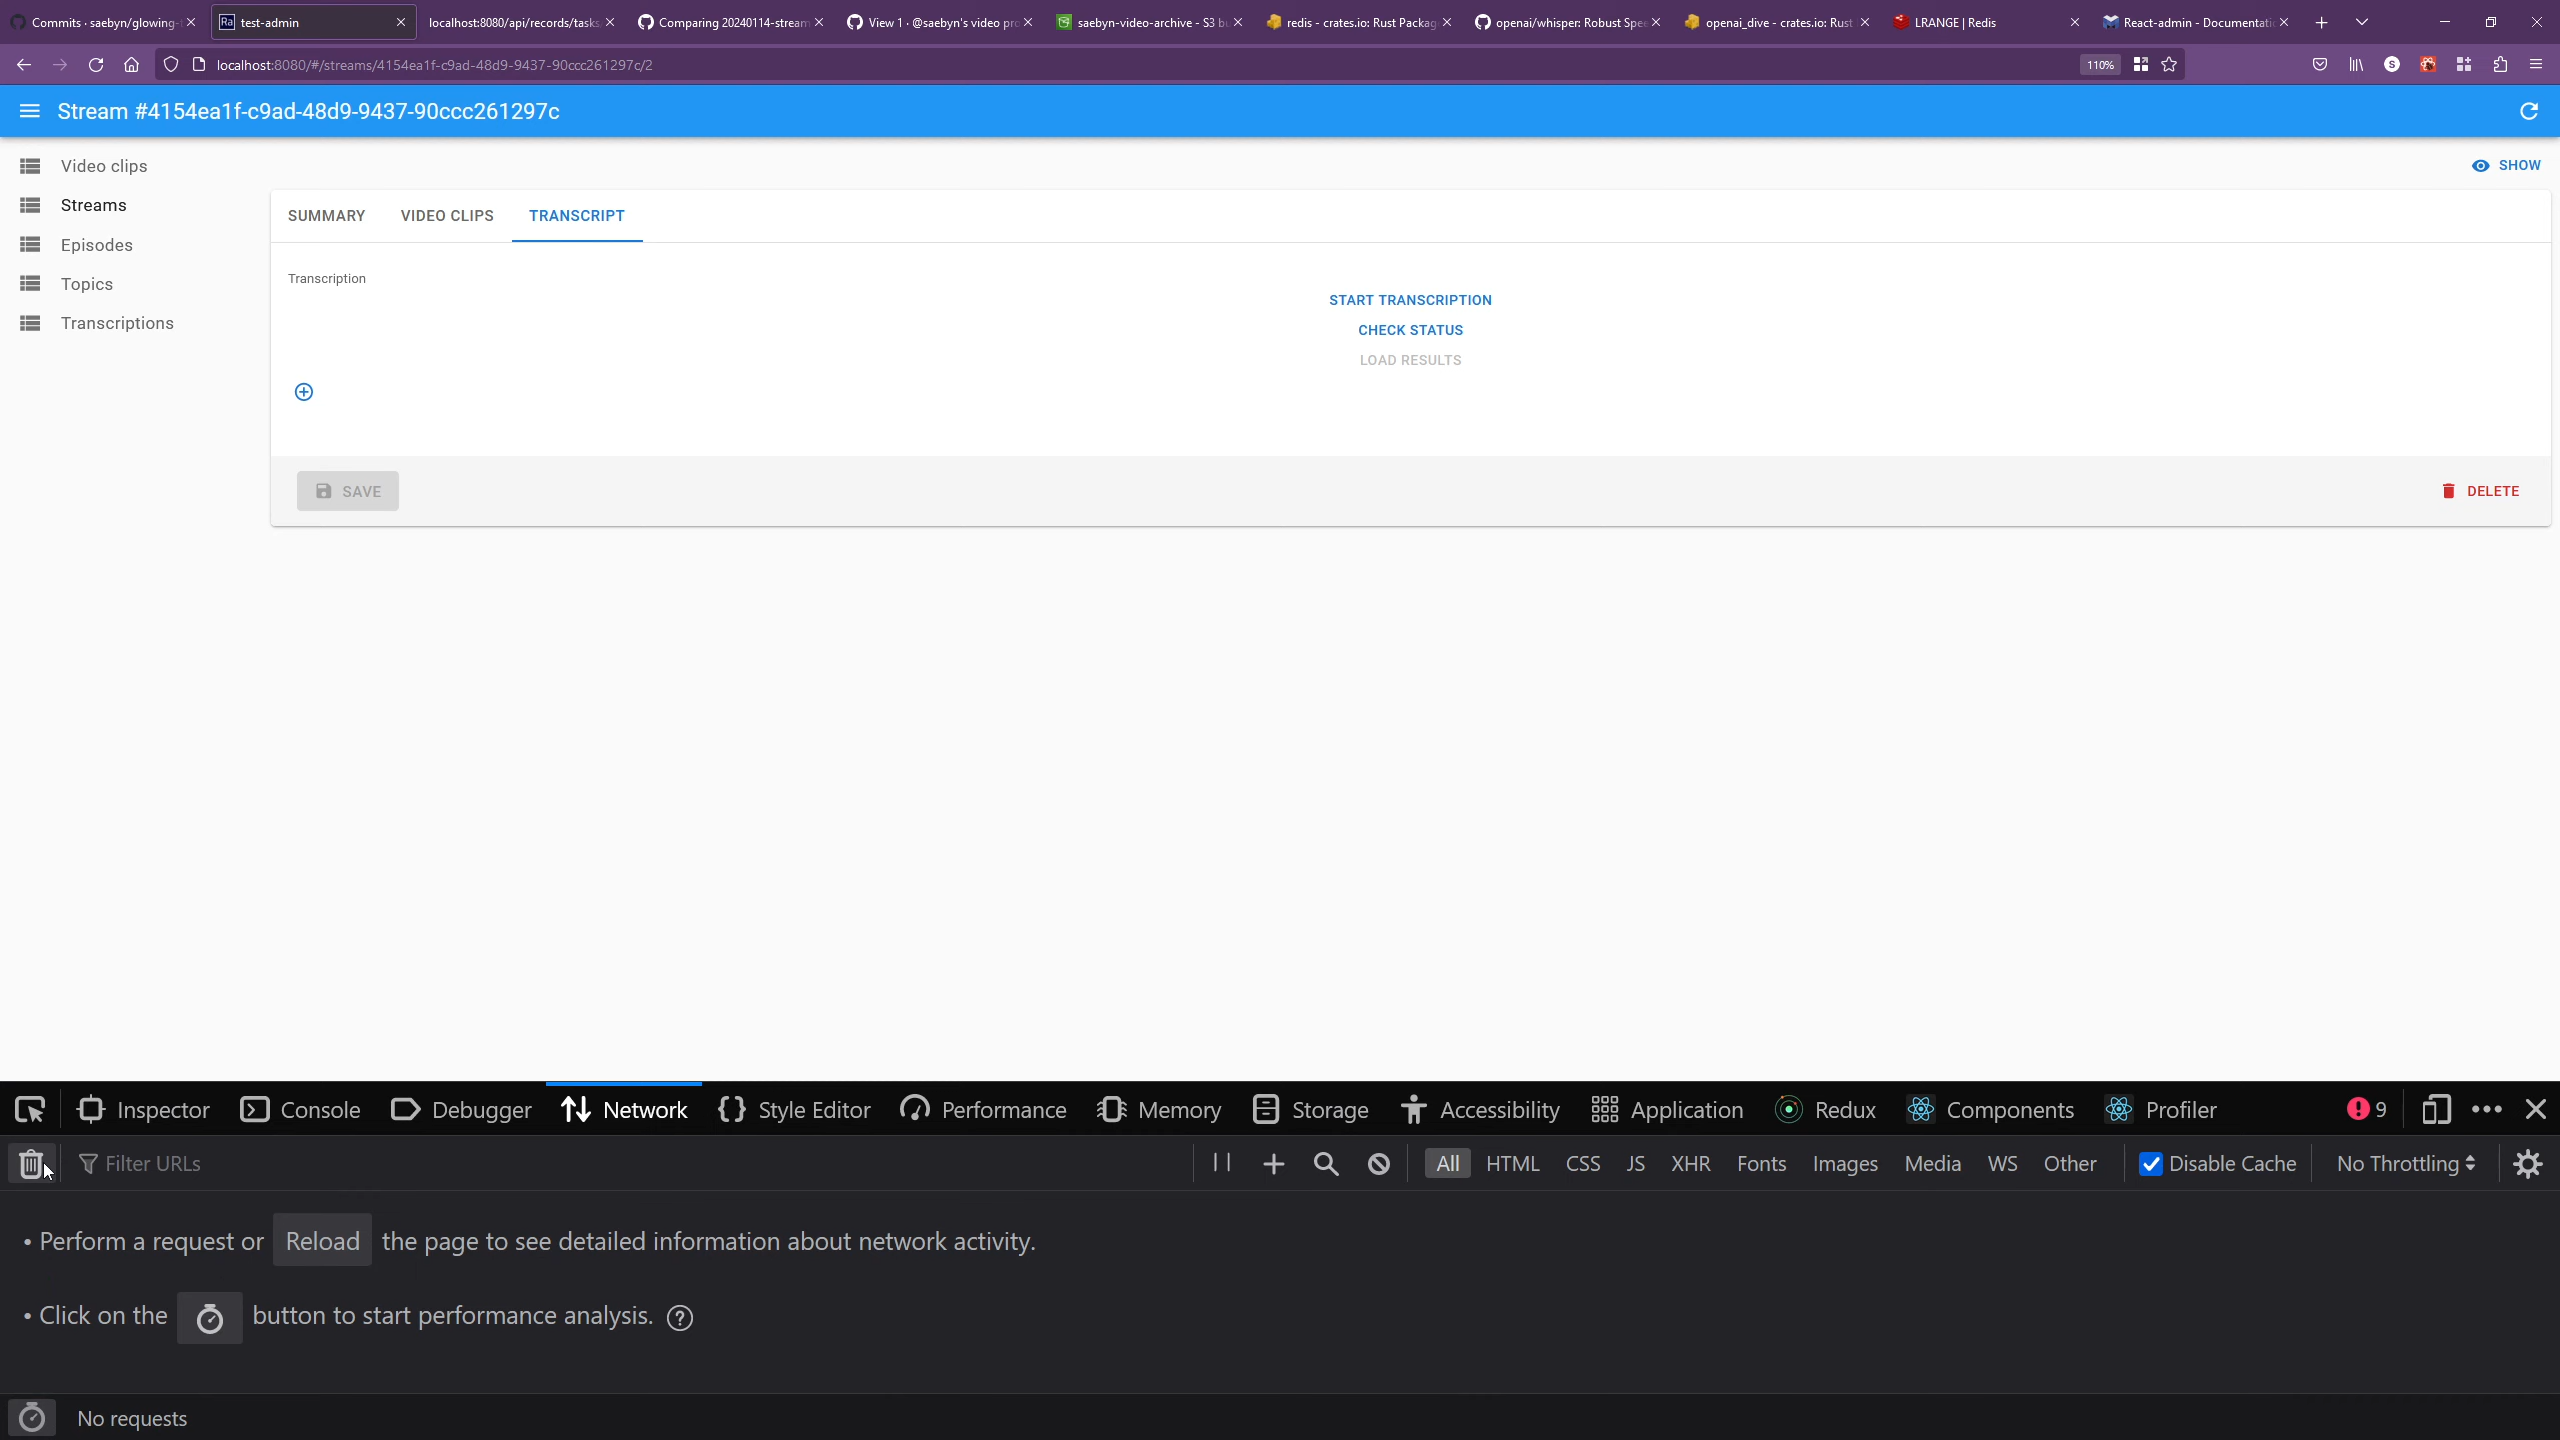 Commits · saebyn/glowing-
test-admin
localhost:8080/api/records/tasks
Comparing 20240114-stream
View 1 · @saebyn's video pro
saebyn-video-archive - S3 bu
redis - crates.io: Rust Packag
openai/whisper: Robust Spee
openai_dive - crates.io: Rust
LRANGE | Redis
React-admin - Documentatio
localhost:8080/#/streams/4154ea1f-c9ad-48d9-9437-90ccc261297c/2
110%
Stream #4154ea1f-c9ad-48d9-9437-90ccc261297c
Video clips
Streams
Episodes
Topics
Transcriptions
SHOW
SUMMARY VIDEO CLIPS TRANSCRIPT
Transcription
START TRANSCRIPTION
CHECK STATUS
LOAD RESULTS
SAVE
DELETE
Inspector Console Debugger Network Style Editor Performance Memory Storage Accessibility Application Redux Components Profiler 9
Filter URLs All HTML CSS JS XHR Fonts Images Media WS Other Disable Cache No Throttling
• Perform a request or Reload the page to see detailed information about network activity.
• Click on the button to start performance analysis. ?
No requests